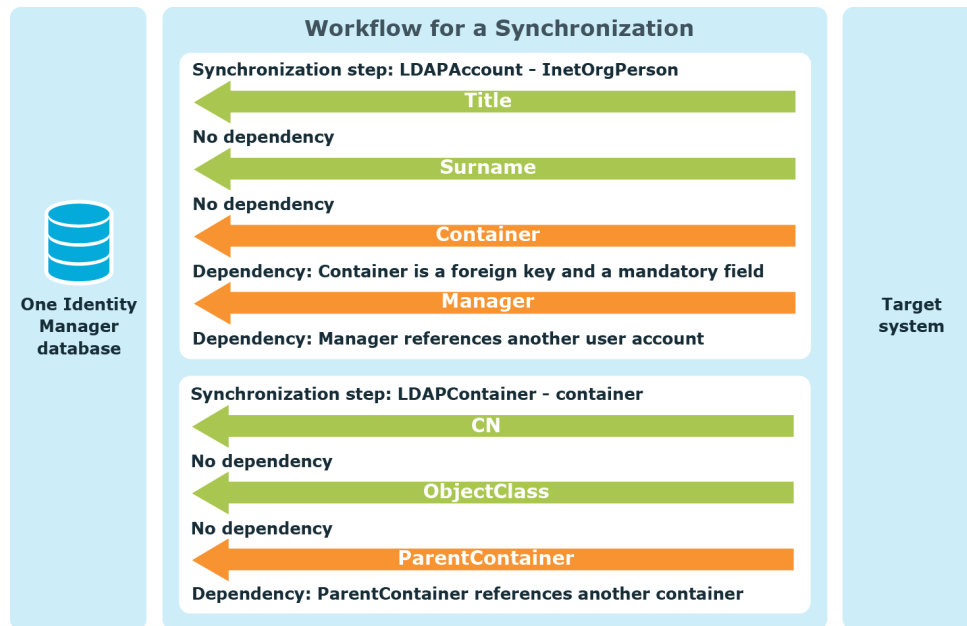 Workflow for a Synchronization
Synchronization step: LDAPAccount - InetOrgPerson
Title
No dependency
Surname
No dependency
Container
Dependency: Container is a foreign key and a mandatory field
Manager
Dependency: Manager references another user account
Synchronization step: LDAPContainer - container
CN
No dependency
ObjectClass
No dependency
ParentContainer
Dependency: ParentContainer references another container
One Identity
Manager
database
Target
system